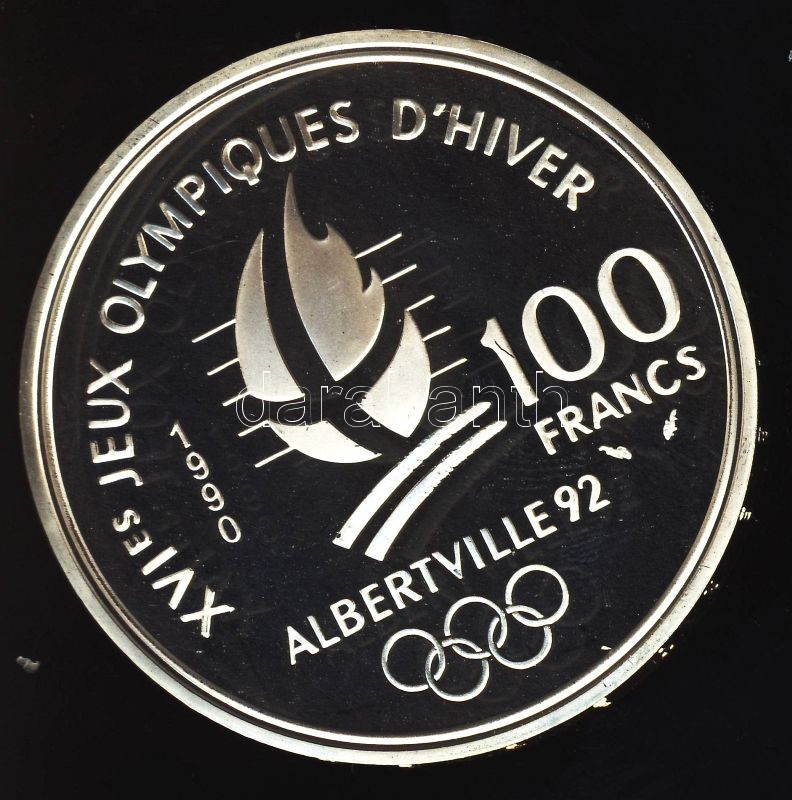 XVIES JEUX OLYMPIQUES D'HIVER
1990
100
FRANCS
ALBERTVILLE 92